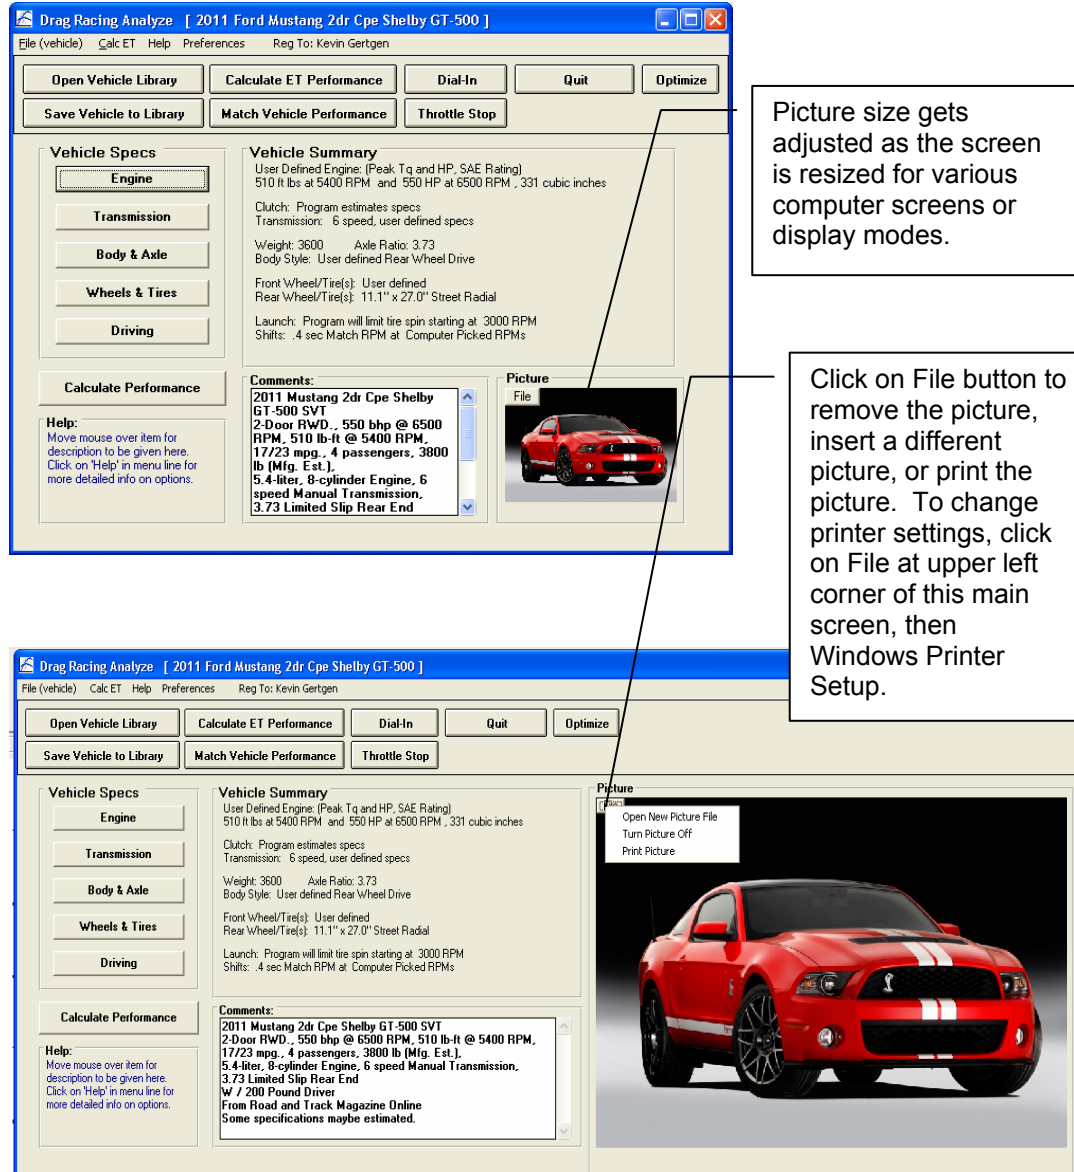 Drag Racing Analyze [ 2011 Ford Mustang 2dr Cpe Shelby GT-500 ]
File (vehicle) Calc ET Help Preferences Reg To: Kevin Gertgen
Open Vehicle Library Calculate ET Performance Dial-In Quit Optimize
Save Vehicle to Library Match Vehicle Performance Throttle Stop
Vehicle Specs
Engine
Transmission
Body & Axle
Wheels & Tires
Driving
Calculate Performance
Help:
Move mouse over item for
description to be given here.
Click on 'Help' in menu line for
more detailed info on options.
Vehicle Summary
User Defined Engine: (Peak Tq and HP, SAE Rating)
510 ft lbs at 5400 RPM and 550 HP at 6500 RPM , 331 cubic inches
Clutch: Program estimates specs
Transmission: 6 speed, user defined specs
Weight: 3600 Axle Ratio: 3.73
Body Style: User defined Rear Wheel Drive
Front Wheel/Tire(s): User defined
Rear Wheel/Tire(s): 11.1" x 27.0" Street Radial
Launch: Program will limit tire spin starting at 3000 RPM
Shifts: .4 sec Match RPM at Computer Picked RPMs
Comments:
2011 Mustang 2dr Cpe Shelby
GT-500 SVT
2-Door RWD., 550 bhp @ 6500
RPM, 510 lb-ft @ 5400 RPM,
17/23 mpg., 4 passengers, 3800
lb (Mfg. Est.),
5.4-liter, 8-cylinder Engine, 6
speed Manual Transmission,
3.73 Limited Slip Rear End
Picture
File
Picture size gets
adjusted as the screen
is resized for various
computer screens or
display modes.
Click on File button to
remove the picture,
insert a different
picture, or print the
picture. To change
printer settings, click
on File at upper left
corner of this main
screen, then
Windows Printer
Setup.
Drag Racing Analyze [ 2011 Ford Mustang 2dr Cpe Shelby GT-500 ]
File (vehicle) Calc ET Help Preferences Reg To: Kevin Gertgen
Open Vehicle Library Calculate ET Performance Dial-In Quit Optimize
Save Vehicle to Library Match Vehicle Performance Throttle Stop
Vehicle Specs
Engine
Transmission
Body & Axle
Wheels & Tires
Driving
Calculate Performance
Help:
Move mouse over item for
description to be given here.
Click on 'Help' in menu line for
more detailed info on options.
Vehicle Summary
User Defined Engine: (Peak Tq and HP, SAE Rating)
510 ft lbs at 5400 RPM and 550 HP at 6500 RPM , 331 cubic inches
Clutch: Program estimates specs
Transmission: 6 speed, user defined specs
Weight: 3600 Axle Ratio: 3.73
Body Style: User defined Rear Wheel Drive
Front Wheel/Tire(s): User defined
Rear Wheel/Tire(s): 11.1" x 27.0" Street Radial
Launch: Program will limit tire spin starting at 3000 RPM
Shifts: .4 sec Match RPM at Computer Picked RPMs
Comments:
2011 Mustang 2dr Cpe Shelby GT-500 SVT
2-Door RWD., 550 bhp @ 6500 RPM, 510 lb-ft @ 5400 RPM,
17/23 mpg., 4 passengers, 3800 lb (Mfg. Est.),
5.4-liter, 8-cylinder Engine, 6 speed Manual Transmission,
3.73 Limited Slip Rear End
W / 200 Pound Driver
From Road and Track Magazine Online
Some specifications maybe estimated.
Picture
Open New Picture File
Turn Picture Off
Print Picture